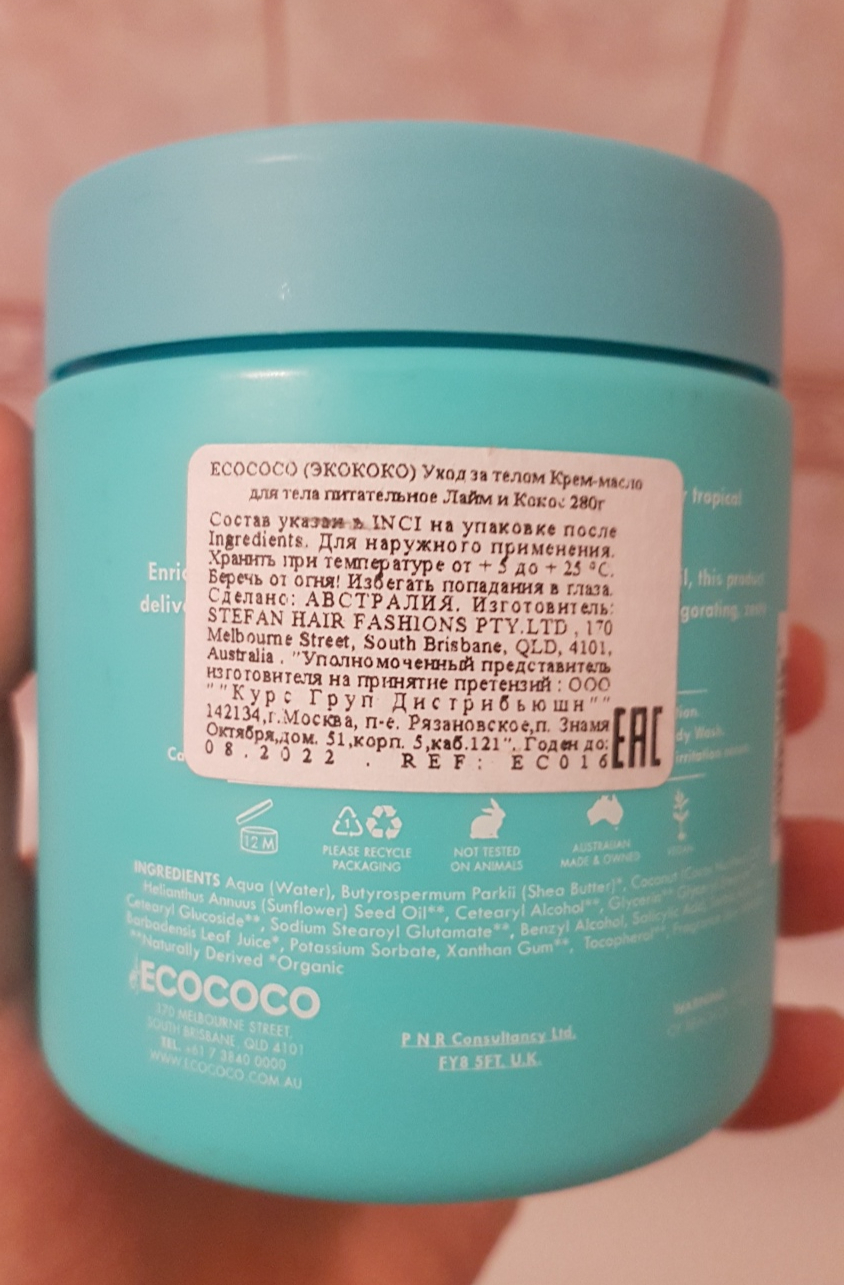 ECOCOCO (ЭКОКОКО) Уход за телом Крем-масло
для тела питательное Лайм и Кокос 280г
Состав указан в INCI на упаковке после
Ingredients. Для наружного применения.
Хранить при температуре от + 5 до + 25 °C.
Беречь от огня! Избегать попадания в глаза.
Сделано: АВСТРАЛИЯ. Изготовитель:
STEFAN HAIR FASHIONS PTY.LTD , 170
Melbourne Street, South Brisbane, QLD, 4101,
Australia . "Уполномоченный представитель
изготовителя на принятие претензий : ООО
""Курс Груп Дистрибьюшн""
142134,г.Москва, п-е. Рязановское,п. Знамя
Октября,дом. 51,корп. 5,каб.121". Годен до:
08.2022 . REF: EC016
EAC
tropical
this product
12 M
PLEASE RECYCLE
PACKAGING
NOT TESTED
ON ANIMALS
AUSTRALIAN
MADE & OWNED
VEGAN
INGREDIENTS Aqua (Water), Butyrospermum Parkii (Shea Butter)*, Coconut
Helianthus Annuus (Sunflower) Seed Oil**, Cetearyl Alcohol**, Glycerin**
Cetearyl Glucoside**, Sodium Stearoyl Glutamate**, Benzyl Alcohol, Salicylic Acid,
Barbadensis Leaf Juice*, Potassium Sorbate, Xanthan Gum**, Tocopherol**, Fragrance
**Naturally Derived *Organic
ECOCOCO
170 MELBOURNE STREET,
SOUTH BRISBANE, QLD 4101
TEL. +61 7 3840 0000
WWW.ECOCOCO.COM.AU
P N R Consultancy Ltd.
FY8 5FT, U.K.
WARNING